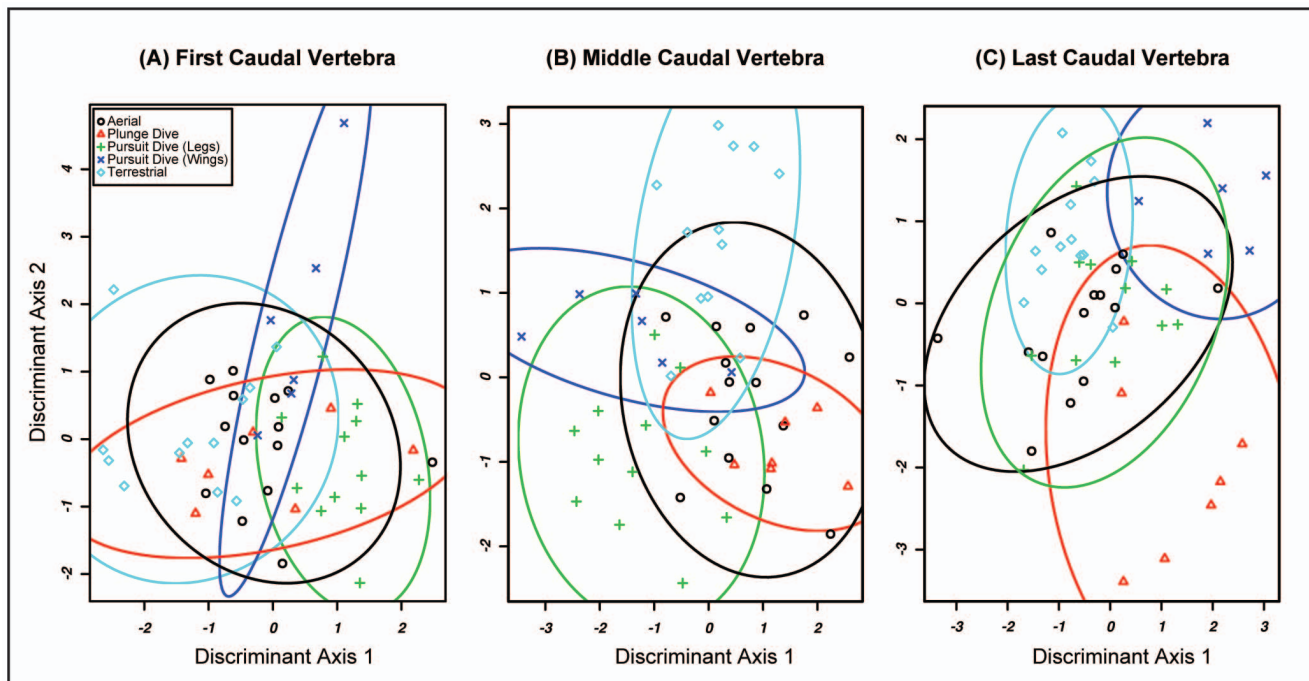 (A) First Caudal Vertebra
(B) Middle Caudal Vertebra
(C) Last Caudal Vertebra
Aerial
Plunge Dive
Pursuit Dive (Legs)
Pursuit Dive (Wings)
Terrestrial
Discriminant Axis 2
4
3
2
1
0
-1
-2
3
2
1
0
-1
-2
2
1
0
-1
-2
-3
-2 -1 0 1 2
-3 -2 -1 0 1 2
-3 -2 -1 0 1 2 3
Discriminant Axis 1
Discriminant Axis 1
Discriminant Axis 1